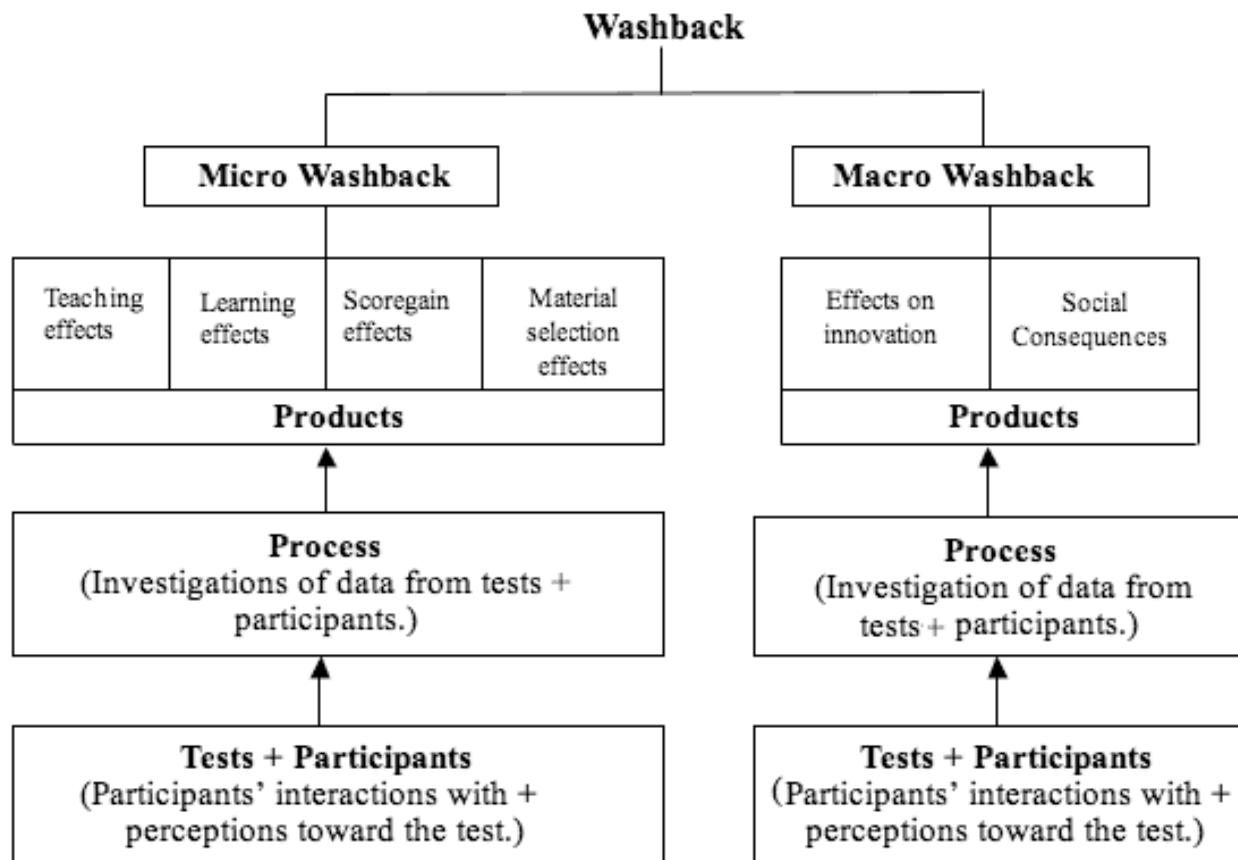 Washback
Micro Washback
Macro Washback
Teaching
effects
Learning
effects
Scoregain
effects
Material
selection
effects
Effects on
innovation
Social
Consequences
Products
Products
Process
(Investigations of data from tests +
participants.)
Process
(Investigation of data from
tests + participants.)
Tests + Participants
(Participants’ interactions with +
perceptions toward the test.)
Tests + Participants
(Participants’ interactions with +
perceptions toward the test.)